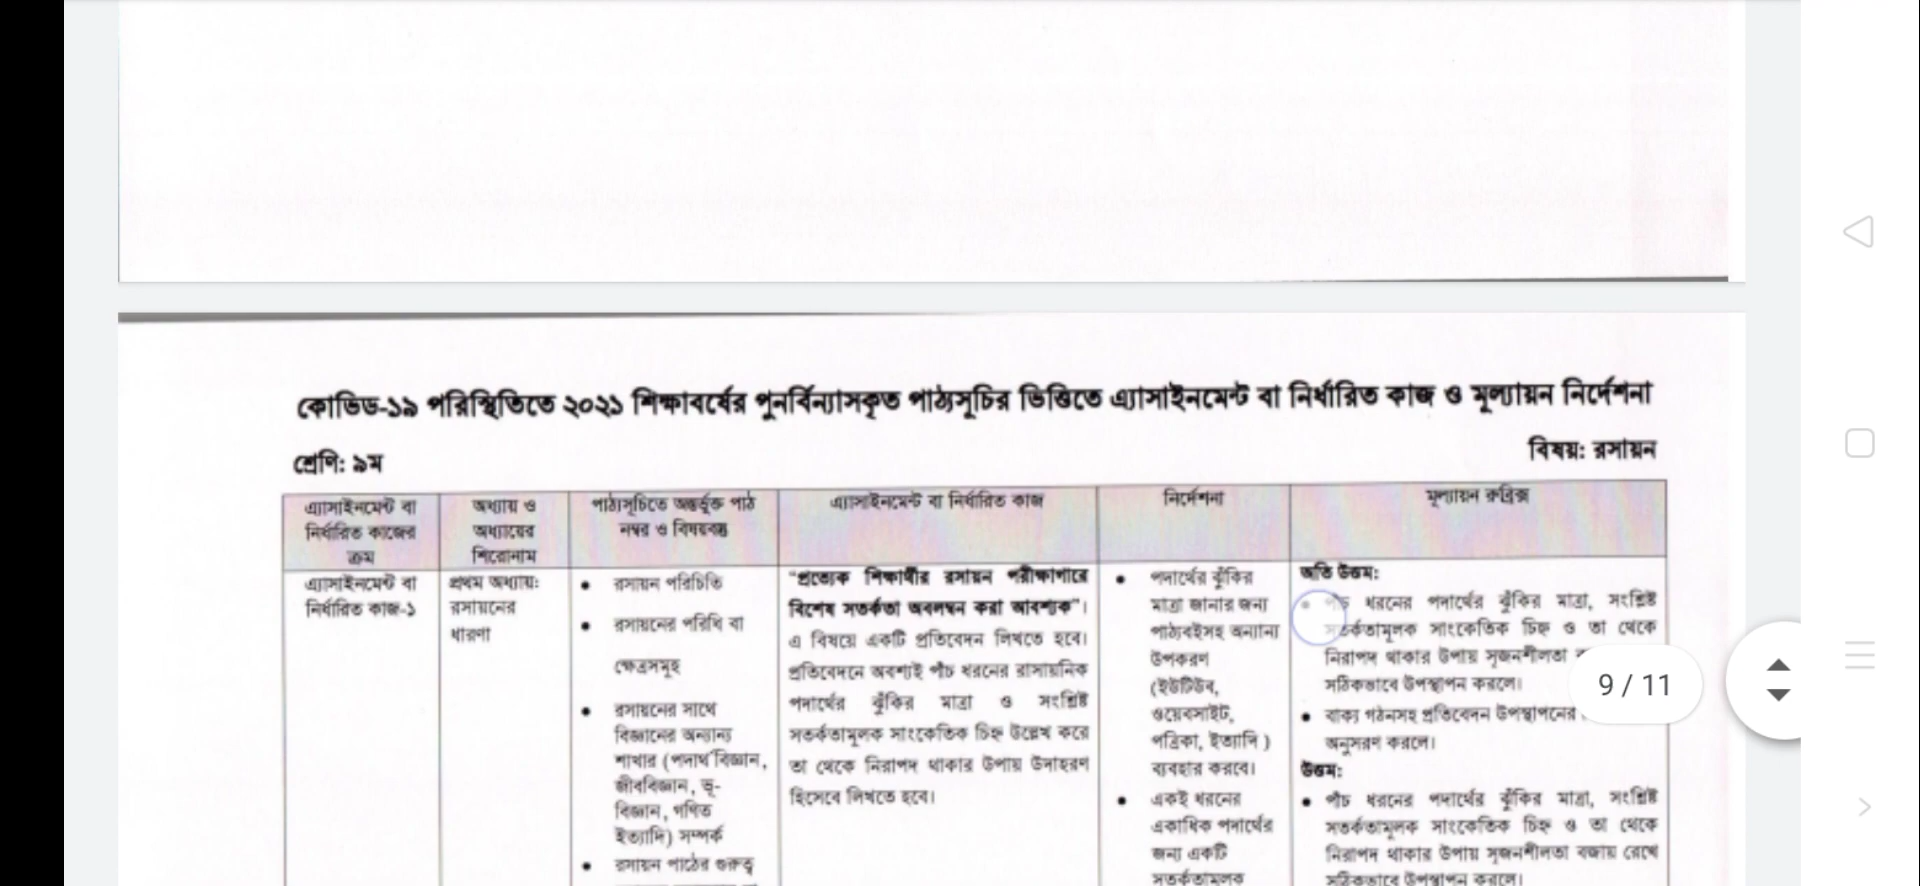 কোভিড-১৯ পরিস্থিতিতে ২০২১ শিক্ষাবর্ষের পুনর্বিন্যাসকৃত পাঠ্যসূচির ভিত্তিতে এ্যাসাইনমেন্ট বা নির্ধারিত কাজ ও মূল্যায়ন নির্দেশনা
শ্রেণি: ৯ম
বিষয়: রসায়ন
এ্যাসাইনমেন্ট বা
নির্ধারিত কাজের
ক্রম
অধ্যায় ও
অধ্যায়ের
শিরোনাম
পাঠ্যসূচিতে অন্তর্ভুক্ত পাঠ
নম্বর ও বিষয়বস্তু
এ্যাসাইনমেন্ট বা নির্ধারিত কাজ
নির্দেশনা
মূল্যায়ন রুব্রিক্স
এ্যাসাইনমেন্ট বা
নির্ধারিত কাজ-১
প্রথম অধ্যায়:
রসায়নের
ধারণা
• রসায়ন পরিচিতি
• রসায়নের পরিধি বা
ক্ষেত্রসমূহ
• রসায়নের সাথে
বিজ্ঞানের অন্যান্য
শাখার (পদার্থ বিজ্ঞান,
জীববিজ্ঞান, ভূ-
বিজ্ঞান, গণিত
ইত্যাদি) সম্পর্ক
• রসায়ন পাঠের গুরুত্ব
“প্রত্যেক শিক্ষার্থীর রসায়ন পরীক্ষাগারে
বিশেষ সতর্কতা অবলম্বন করা আবশ্যক”।
এ বিষয়ে একটি প্রতিবেদন লিখতে হবে।
প্রতিবেদনে অবশ্যই পাঁচ ধরনের রাসায়নিক
পদার্থের ঝুঁকির মাত্রা ও সংশ্লিষ্ট
সতর্কতামূলক সাংকেতিক চিহ্ন উল্লেখ করে
তা থেকে নিরাপদ থাকার উপায় উদাহরণ
হিসেবে লিখতে হবে।
• পদার্থের ঝুঁকির
মাত্রা জানার জন্য
পাঠ্যবইসহ অন্যান্য
উপকরণ
(ইউটিউব,
ওয়েবসাইট,
পত্রিকা, ইত্যাদি )
ব্যবহার করবে।
• একই ধরনের
একাধিক পদার্থের
জন্য একটি
সতর্কতামূলক
অতি উত্তম:
• পাঁচ ধরনের পদার্থের ঝুঁকির মাত্রা, সংশ্লিষ্ট
সতর্কতামূলক সাংকেতিক চিহ্ন ও তা থেকে
নিরাপদ থাকার উপায় সৃজনশীলতা
সঠিকভাবে উপস্থাপন করলে।
• বাক্য গঠনসহ প্রতিবেদন উপস্থাপনের
অনুসরণ করলে।
উত্তম:
• পাঁচ ধরনের পদার্থের ঝুঁকির মাত্রা, সংশ্লিষ্ট
সতর্কতামূলক সাংকেতিক চিহ্ন ও তা থেকে
নিরাপদ থাকার উপায় সৃজনশীলতা বজায় রেখে
সঠিকভাবে উপস্থাপন করলে।
9 / 11